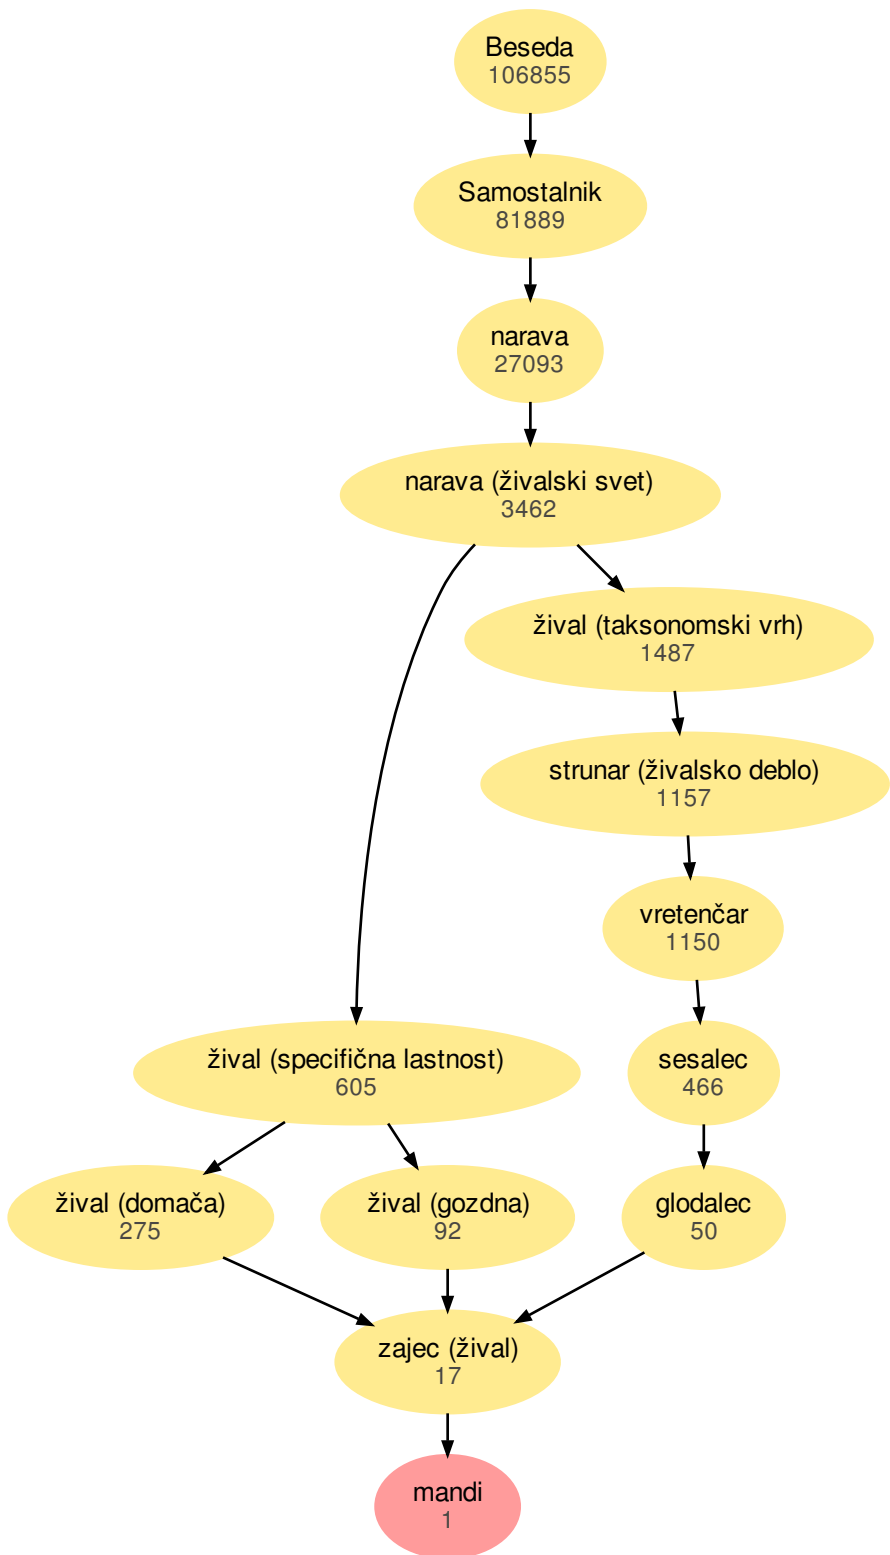 Beseda
106855
Samostalnik
81889
narava
27093
narava (živalski svet)
3462
žival (taksonomski vrh)
1487
strunar (živalsko deblo)
1157
vretenčar
1150
žival (specifična lastnost)
605
sesalec
466
žival (domača)
275
žival (gozdna)
92
glodalec
50
zajec (žival)
17
mandi
1